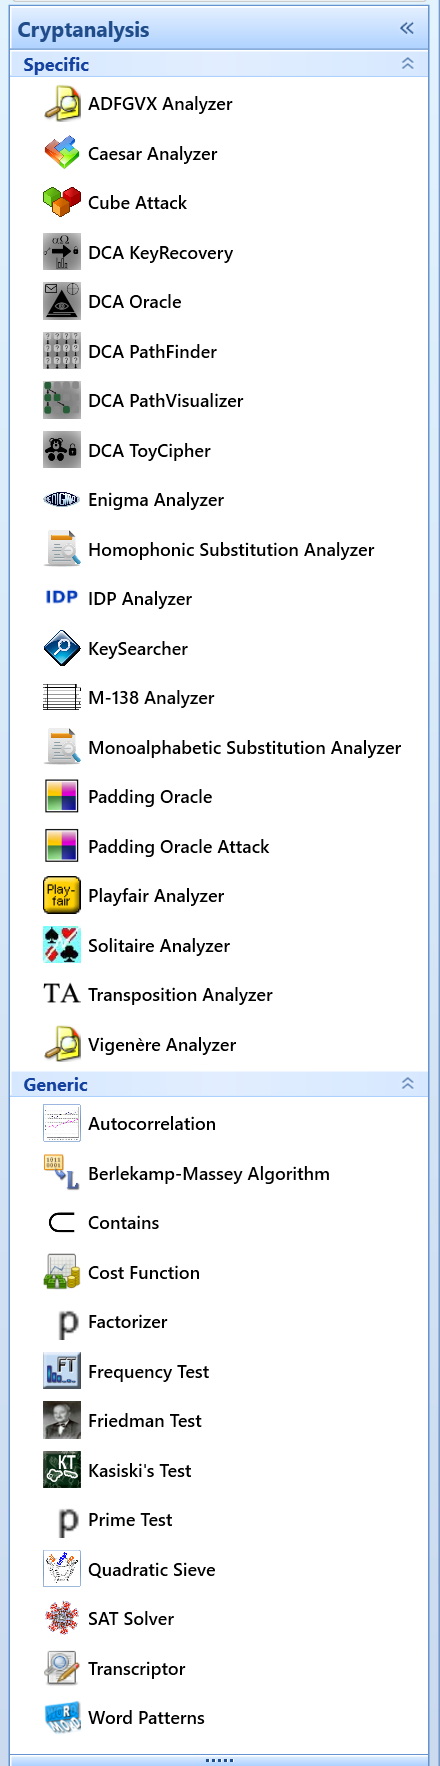 Cryptanalysis
Specific
ADFGVX Analyzer
Caesar Analyzer
Cube Attack
DCA KeyRecovery
DCA Oracle
DCA PathFinder
DCA PathVisualizer
DCA ToyCipher
ENIGMA Enigma Analyzer
Homophonic Substitution Analyzer
IDP IDP Analyzer
KeySearcher
M-138 Analyzer
Monoalphabetic Substitution Analyzer
Padding Oracle
Padding Oracle Attack
Play-
fair Playfair Analyzer
Solitaire Analyzer
TA Transposition Analyzer
Vigenère Analyzer
Generic
Autocorrelation
Berlekamp-Massey Algorithm
Contains
Cost Function
p Factorizer
FT Frequency Test
Friedman Test
KT Kasiski's Test
p Prime Test
Quadratic Sieve
SAT Solver
Transcriptor
Word Patterns